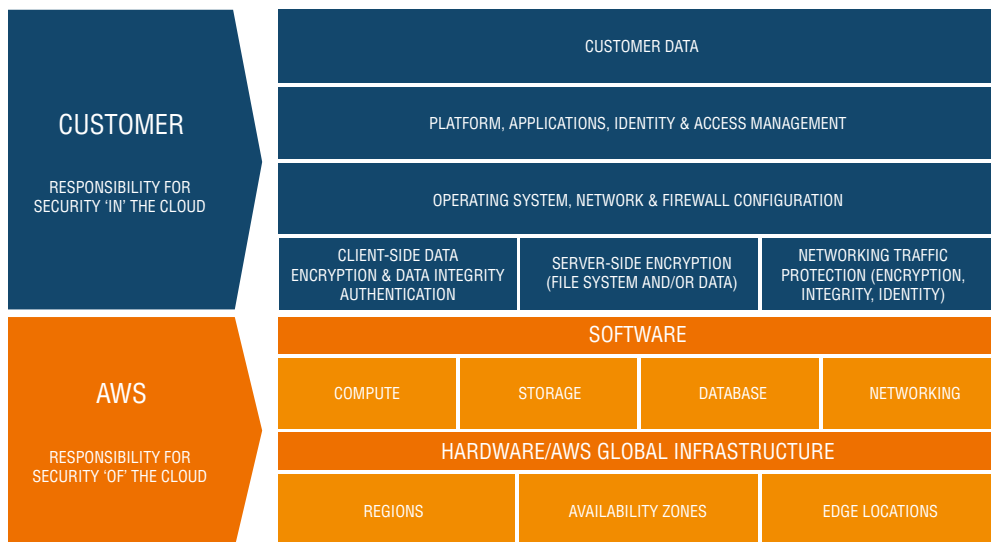 CUSTOMER
RESPONSIBILITY FOR
SECURITY ‘IN’ THE CLOUD
CUSTOMER DATA
PLATFORM, APPLICATIONS, IDENTITY & ACCESS MANAGEMENT
OPERATING SYSTEM, NETWORK & FIREWALL CONFIGURATION
CLIENT-SIDE DATA
ENCRYPTION & DATA INTEGRITY
AUTHENTICATION
SERVER-SIDE ENCRYPTION
(FILE SYSTEM AND/OR DATA)
NETWORKING TRAFFIC
PROTECTION (ENCRYPTION,
INTEGRITY, IDENTITY)
AWS
RESPONSIBILITY FOR
SECURITY ‘OF’ THE CLOUD
SOFTWARE
COMPUTE
STORAGE
DATABASE
NETWORKING
HARDWARE/AWS GLOBAL INFRASTRUCTURE
REGIONS
AVAILABILITY ZONES
EDGE LOCATIONS